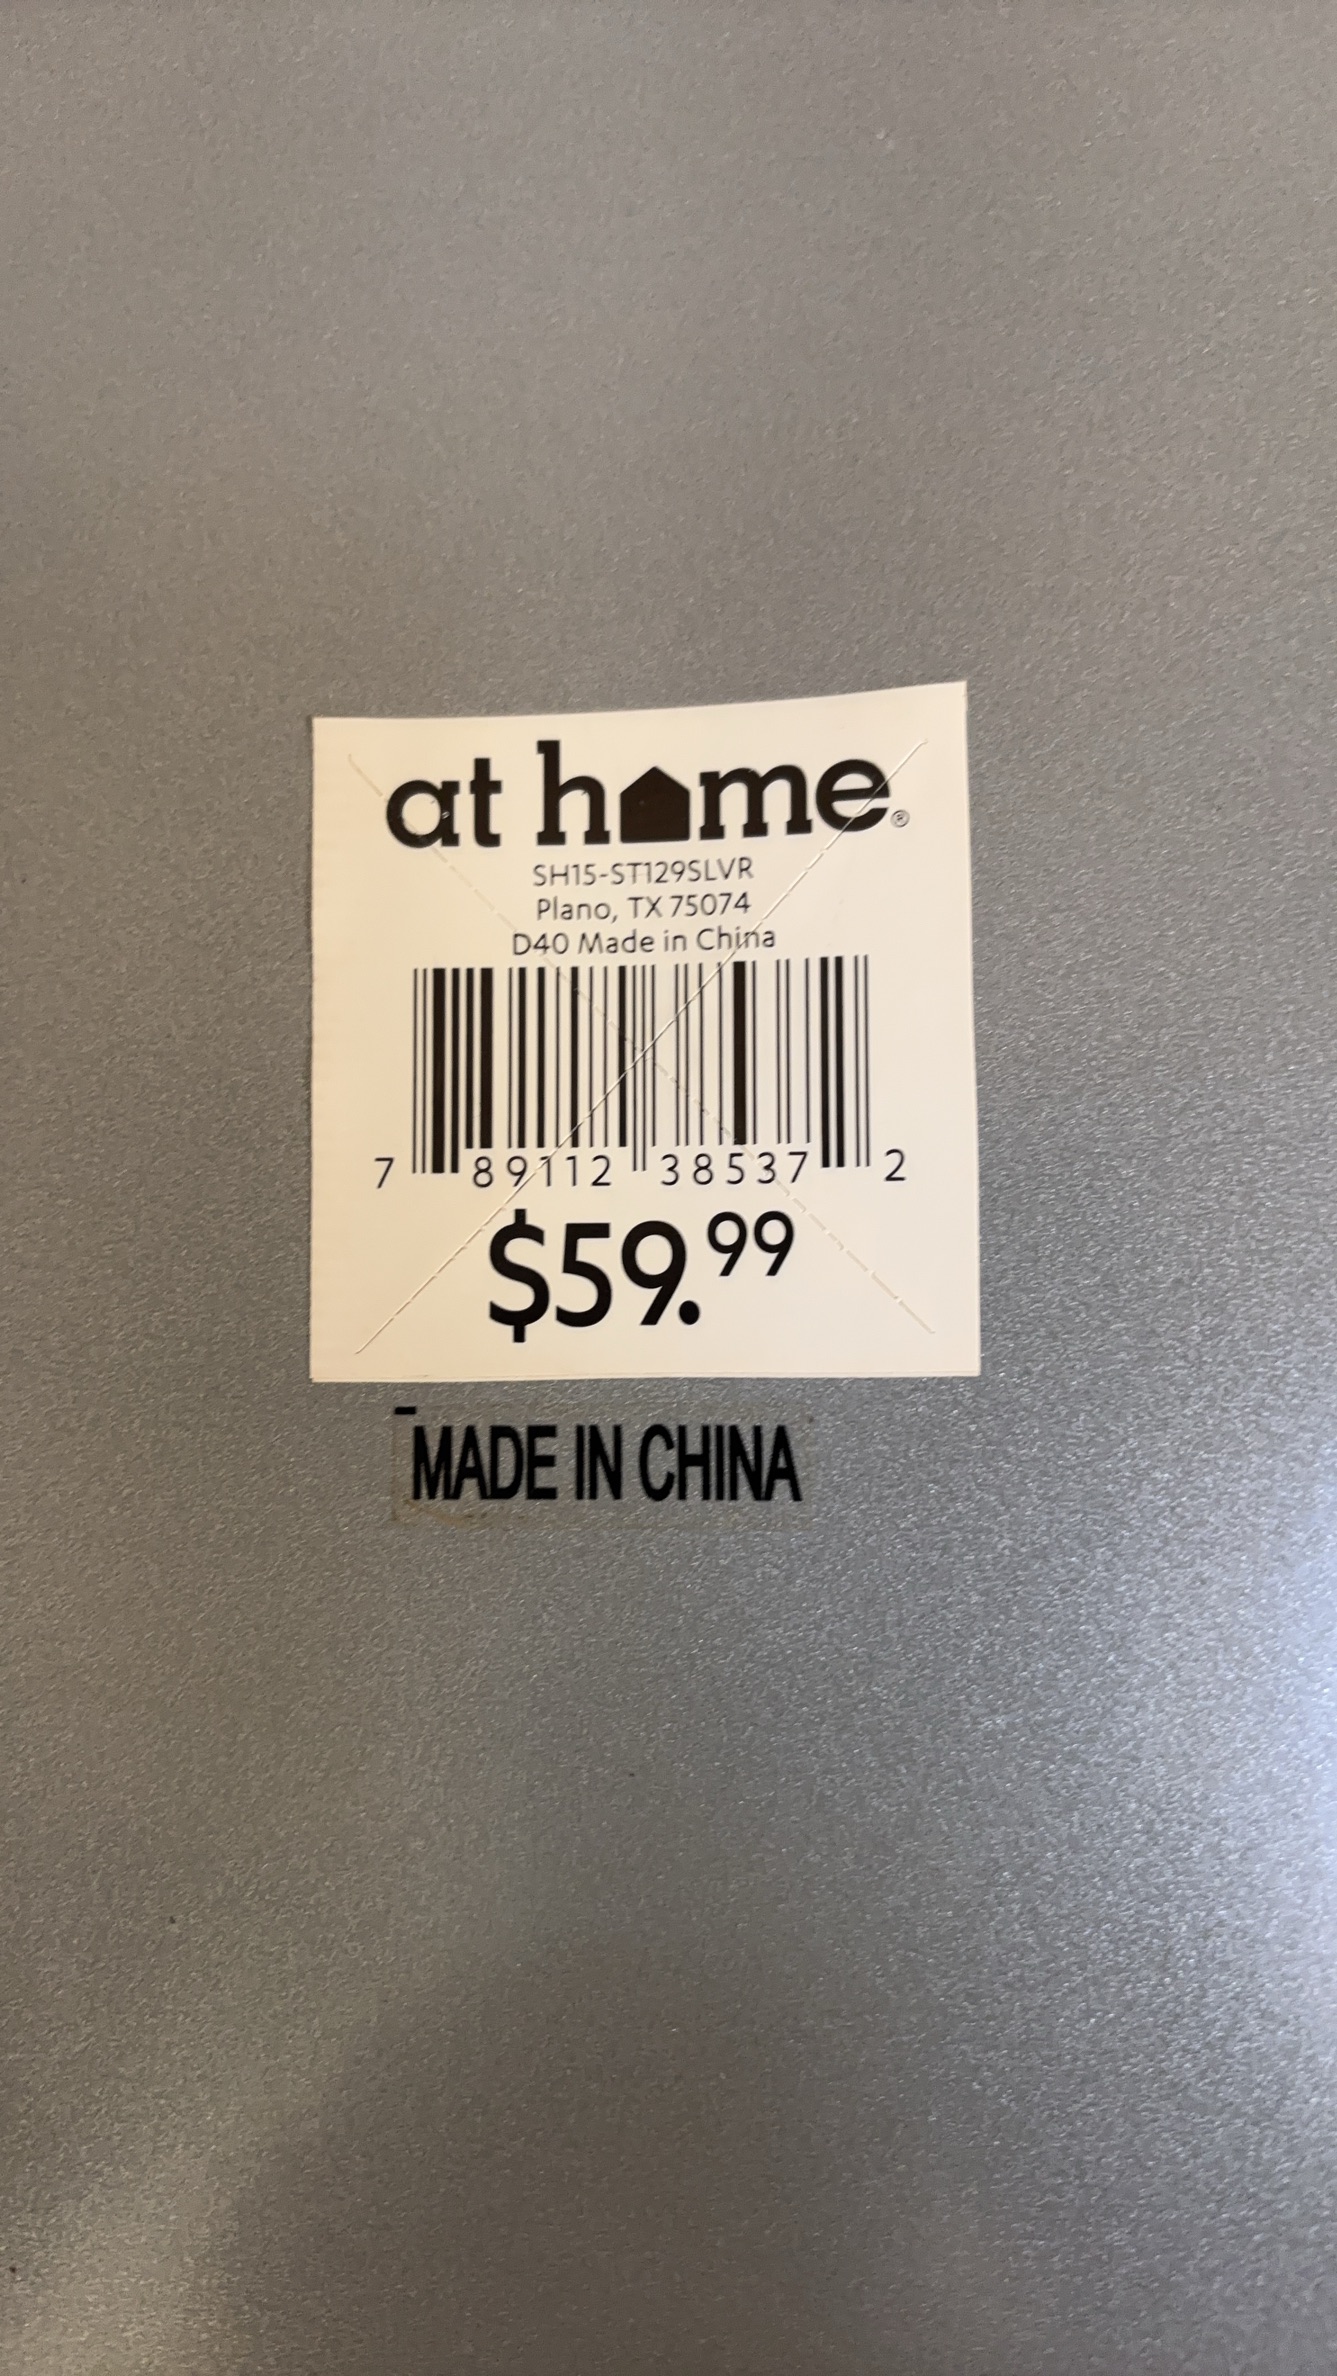 at home®
SH15-ST129SLVR
Plano, TX 75074
D40 Made in China
7 89112 38537 2
$59.99
MADE IN CHINA